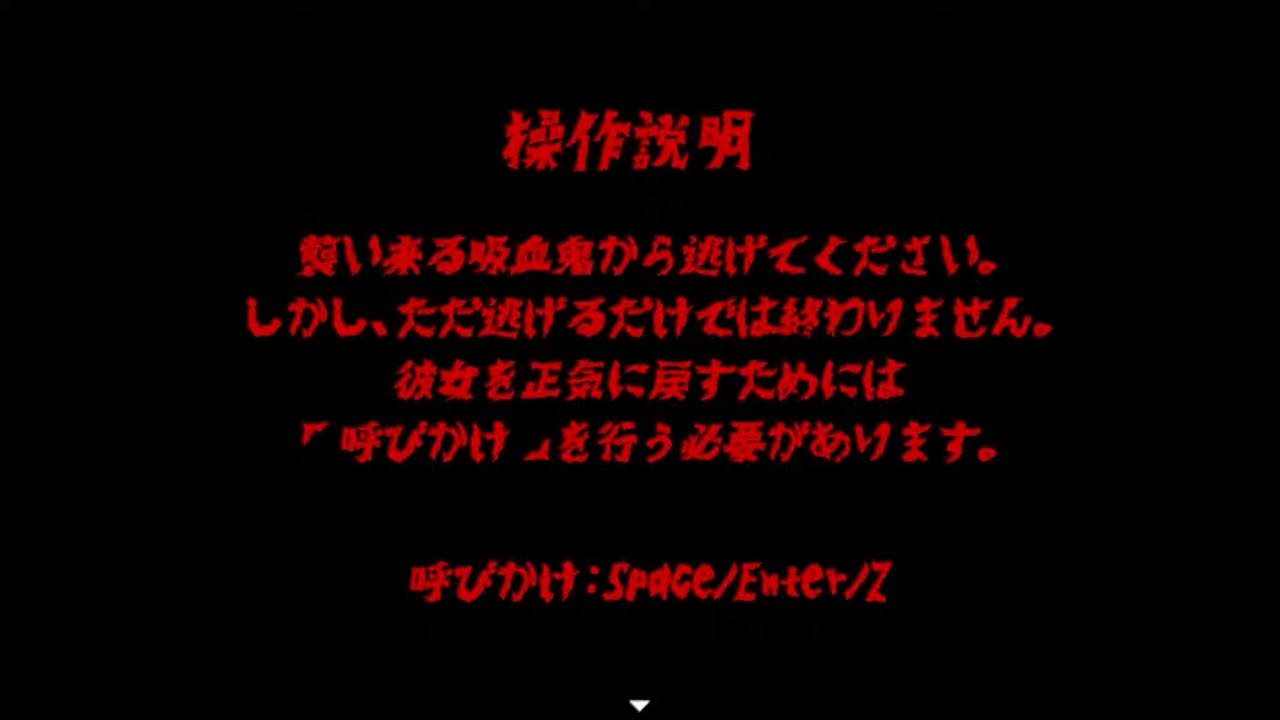 操作説明
襲い来る吸血鬼から逃げてください。
しかし、ただ逃げるだけでは終わりません。
彼女を正気に戻すためには
「呼びかけ」を行う必要があります。
呼びかけ:Space/Enter/Z